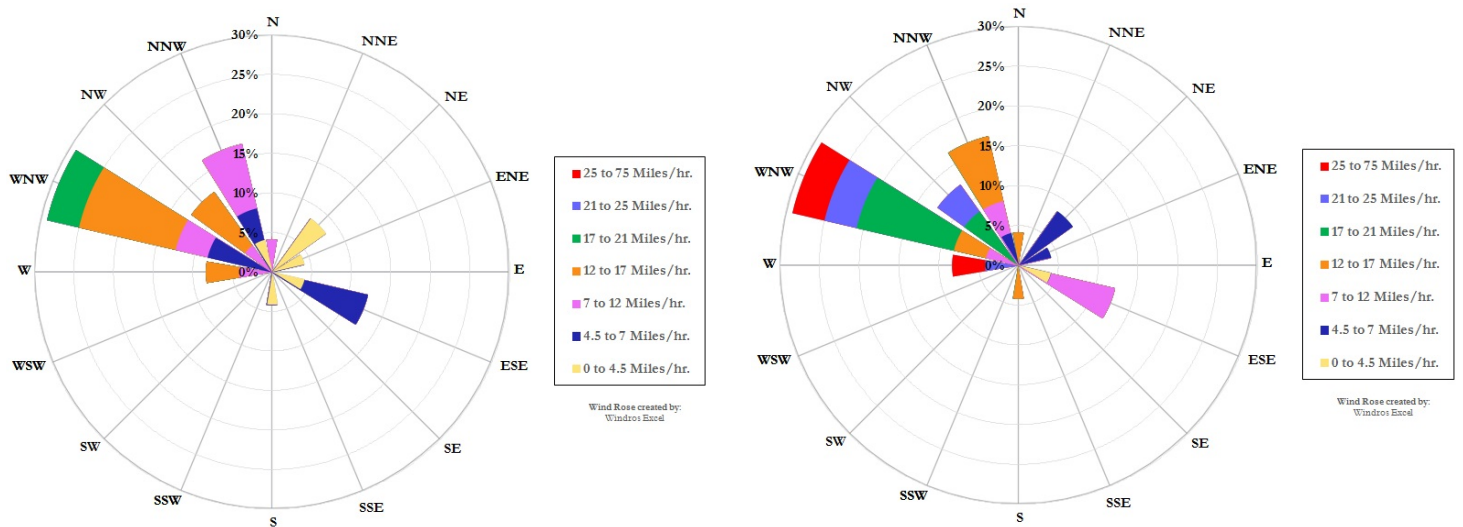 N
NNE
NE
ENE
E
ESE
SE
SSE
S
SSW
SW
WSW
W
WNW
NW
NNW
30%
25%
20%
15%
10%
5%
0%
25 to 75 Miles/hr.
21 to 25 Miles/hr.
17 to 21 Miles/hr.
12 to 17 Miles/hr.
7 to 12 Miles/hr.
4.5 to 7 Miles/hr.
0 to 4.5 Miles/hr.
Wind Rose created by:
Windros Excel
N
NNE
NE
ENE
E
ESE
SE
SSE
S
SSW
SW
WSW
W
WNW
NW
NNW
30%
25%
20%
15%
10%
5%
0%
25 to 75 Miles/hr.
21 to 25 Miles/hr.
17 to 21 Miles/hr.
12 to 17 Miles/hr.
7 to 12 Miles/hr.
4.5 to 7 Miles/hr.
0 to 4.5 Miles/hr.
Wind Rose created by:
Windros Excel